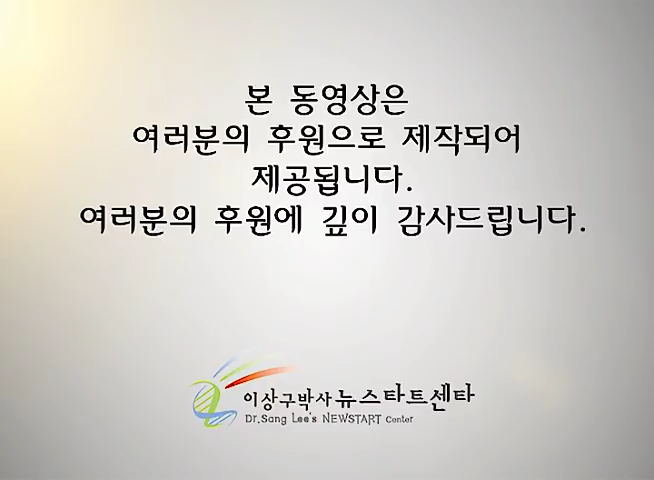 본 동영상은
여러분의 후원으로 제작되어
제공됩니다.
여러분의 후원에 깊이 감사드립니다.
이상구박사 뉴스타트센타
Dr.Sang Lee's NEWSTART Center